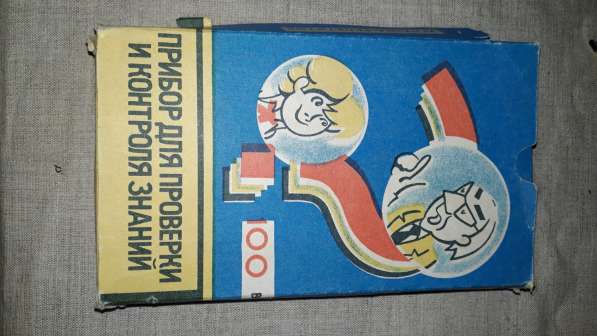 ПРИБОР ДЛЯ ПРОВЕРКИ
И КОНТРОЛЯ ЗНАНИЙ
100
В